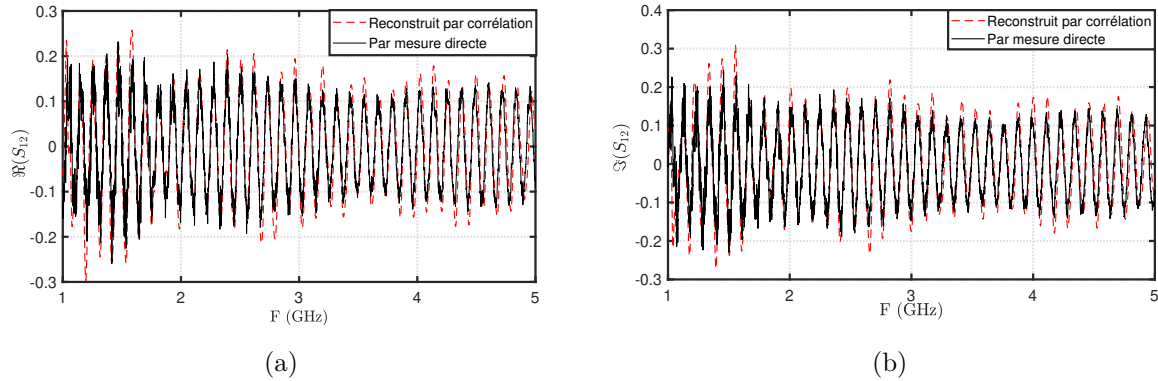 Reconstruit par corrélation
Par mesure directe
0.3
0.2
0.1
0
-0.1
0.2
-0.3
ℜ(S₁₂)
1 2 3 4 5
F (GHz)
(a)
Reconstruit par corrélation
Par mesure directe
0.4
0.3
0.2
0.1
0
-0.1
-0.2
-0.3
ℑ(S₁₂)
1 2 3 4 5
F (GHz)
(b)